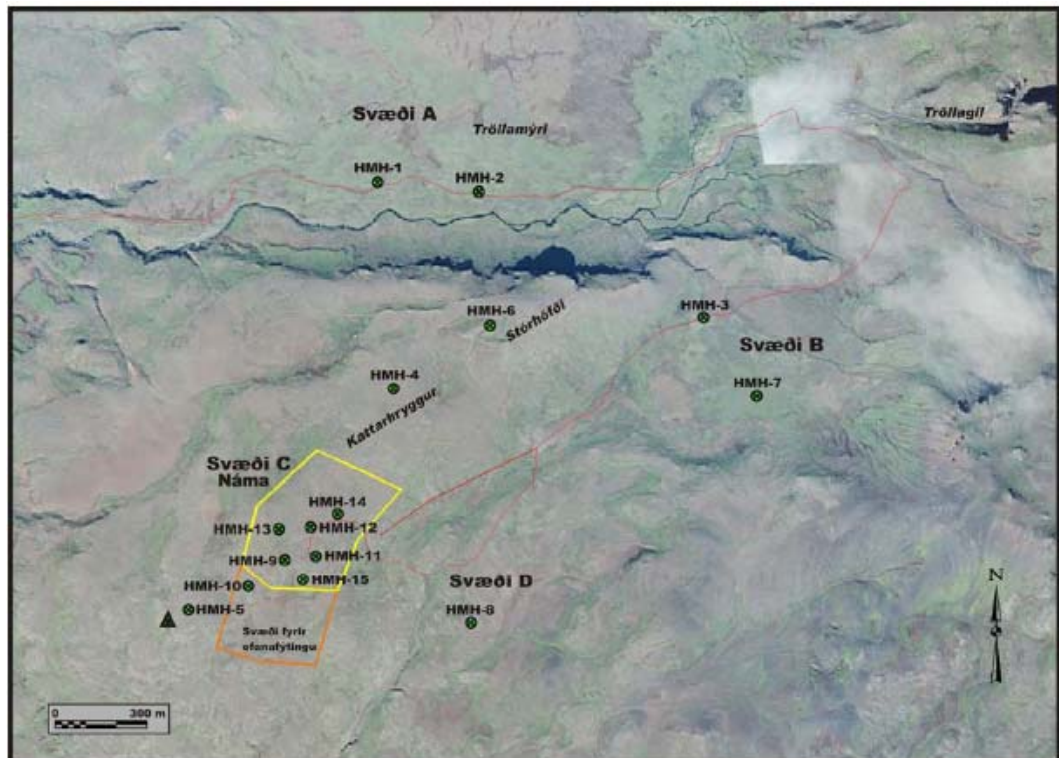 Svæði A
Tröllamýri
Tröllagil
HMH-1
HMH-2
HMH-6
Stórhöfði
HMH-3
Svæði B
HMH-4
HMH-7
Kattarhryggur
Svæði C
Náma
HMH-14
HMH-13
HMH-12
HMH-9
HMH-11
HMH-10
HMH-15
Svæði D
HMH-5
HMH-8
Svæði fyrir
ofanafýtingu
N
0 300 m